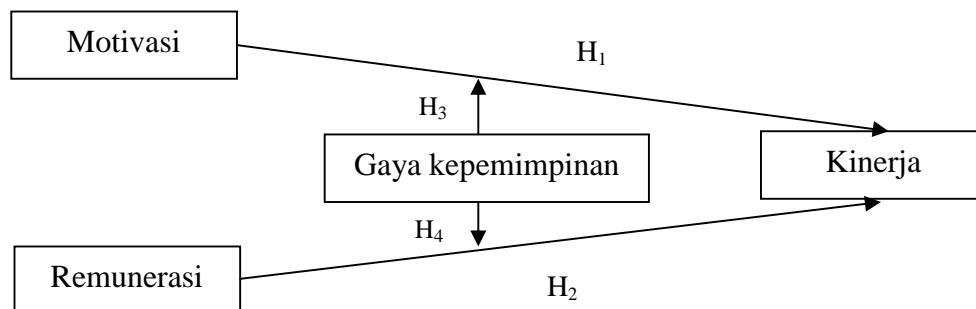 Motivasi
H₁
H₃
Gaya kepemimpinan
Kinerja
H₄
Remunerasi
H₂